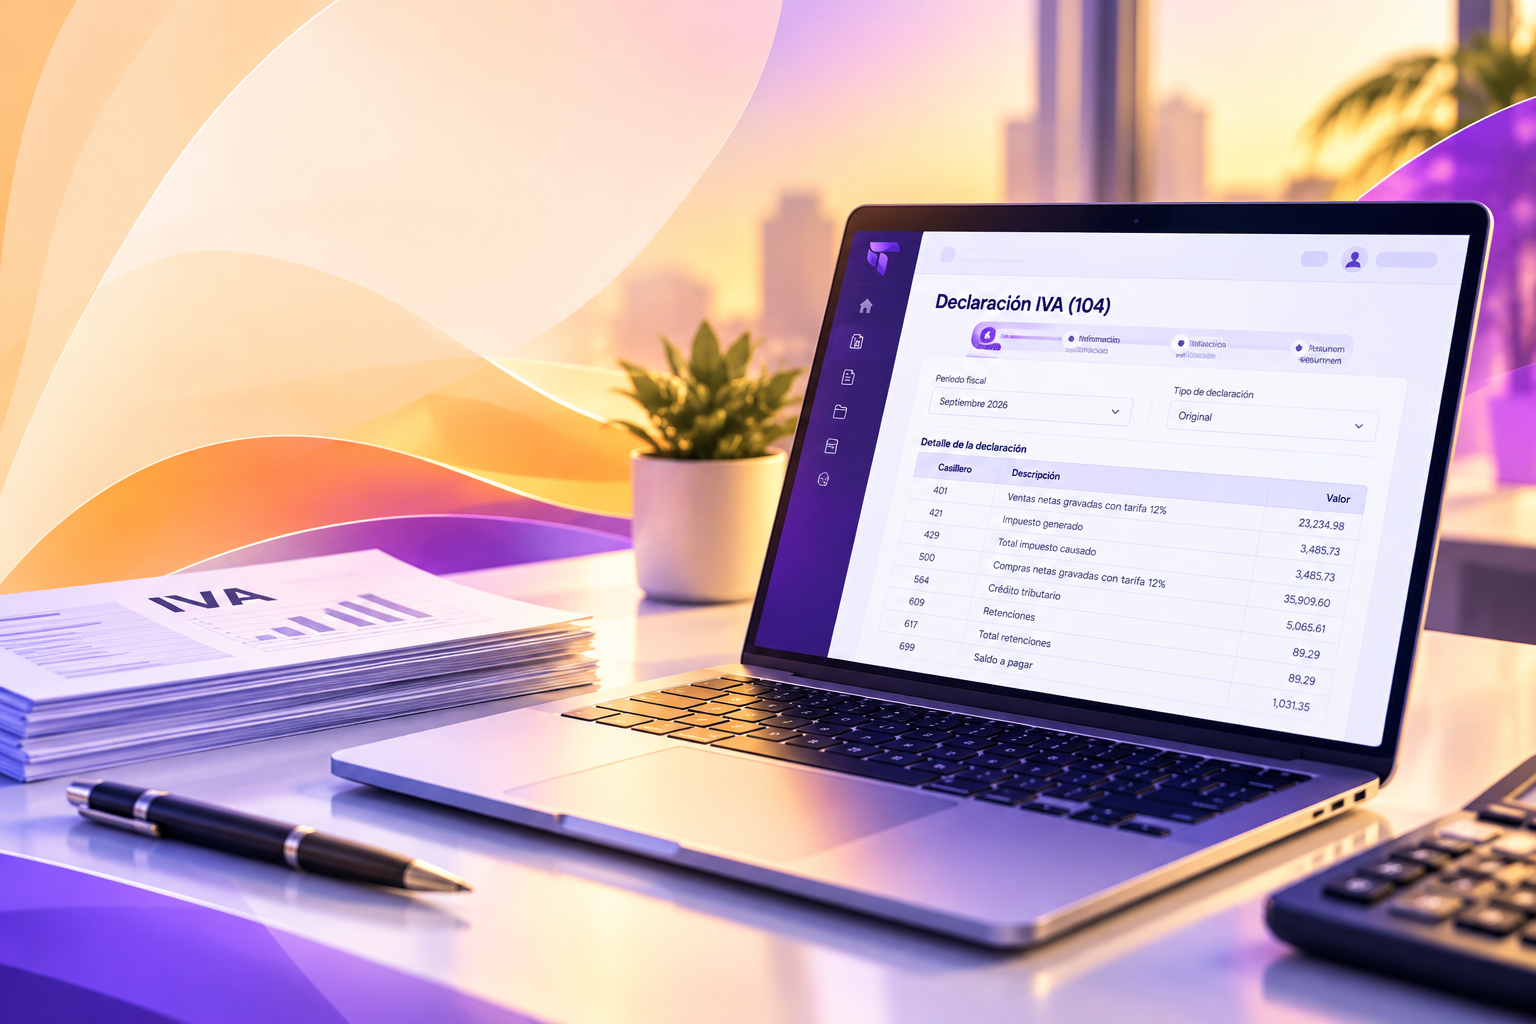 IVA
Declaración IVA (104)
Periodo fiscal
Tipo de declaración
Septiembre 2026
Original
Detalle de la declaración
Casillero Descripción Valor
401 Ventas netas gravadas con tarifa 12% 23,234.98
421 Impuesto generado 3,485.73
429 Total impuesto causado 3,485.73
500 Compras netas gravadas con tarifa 12% 35,909.60
564 Crédito tributario 5,065.61
609 Retenciones 89.29
617 Total retenciones 89.29
699 Saldo a pagar 1,031.35